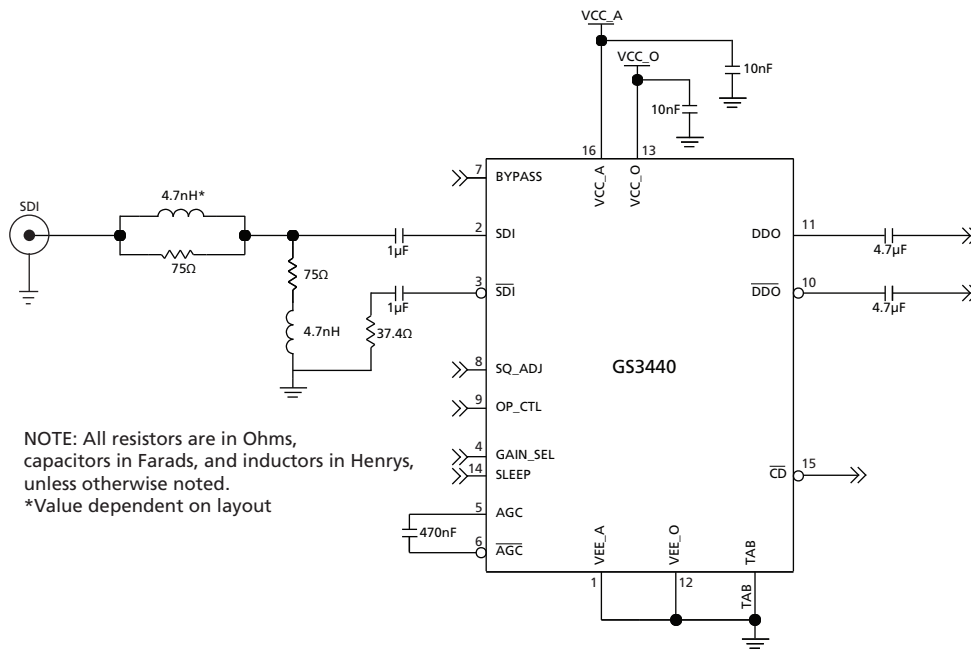 VCC_A
VCC_O
10nF
10nF
16
13
7
BYPASS
VCC_A
VCC_O
SDI
4.7nH*
75Ω
2
SDI
1µF
DDO
11
4.7µF
75Ω
3
SDI
1µF
DDO
10
4.7µF
4.7nH
37.4Ω
8
SQ_ADJ
GS3440
9
OP_CTL
NOTE: All resistors are in Ohms,
capacitors in Farads, and inductors in Henrys,
unless otherwise noted.
*Value dependent on layout
4
GAIN_SEL
14
SLEEP
CD
15
5
AGC
470nF
6
AGC
VEE_A
VEE_O
TAB
1
12
TAB